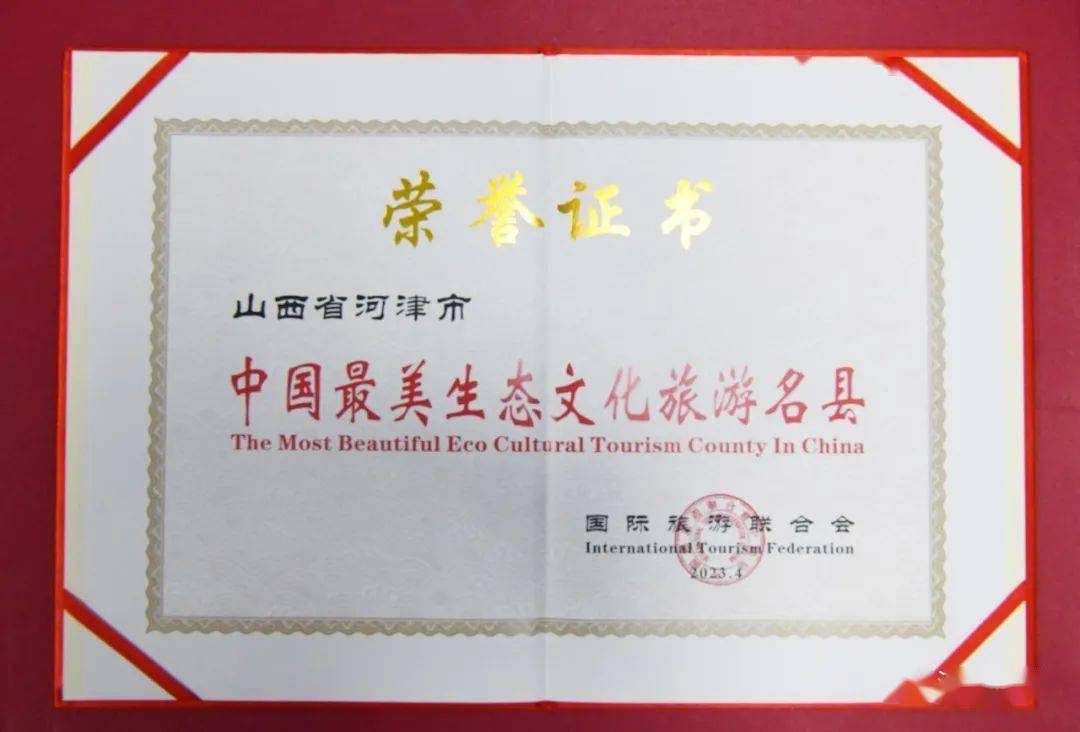 荣誉证书
山西省河津市
中国最美生态文化旅游名县
The Most Beautiful Eco Cultural Tourism County In China
国际旅游联合会
International Tourism Federation
2023.4